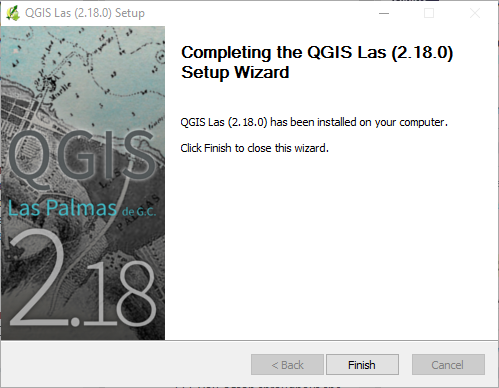 QGIS Las (2.18.0) Setup
Completing the QGIS Las (2.18.0)
Setup Wizard
QGIS Las (2.18.0) has been installed on your computer.
Click Finish to close this wizard.
QGIS
Las Palmas de G.C.
2.18
< Back
Finish
Cancel